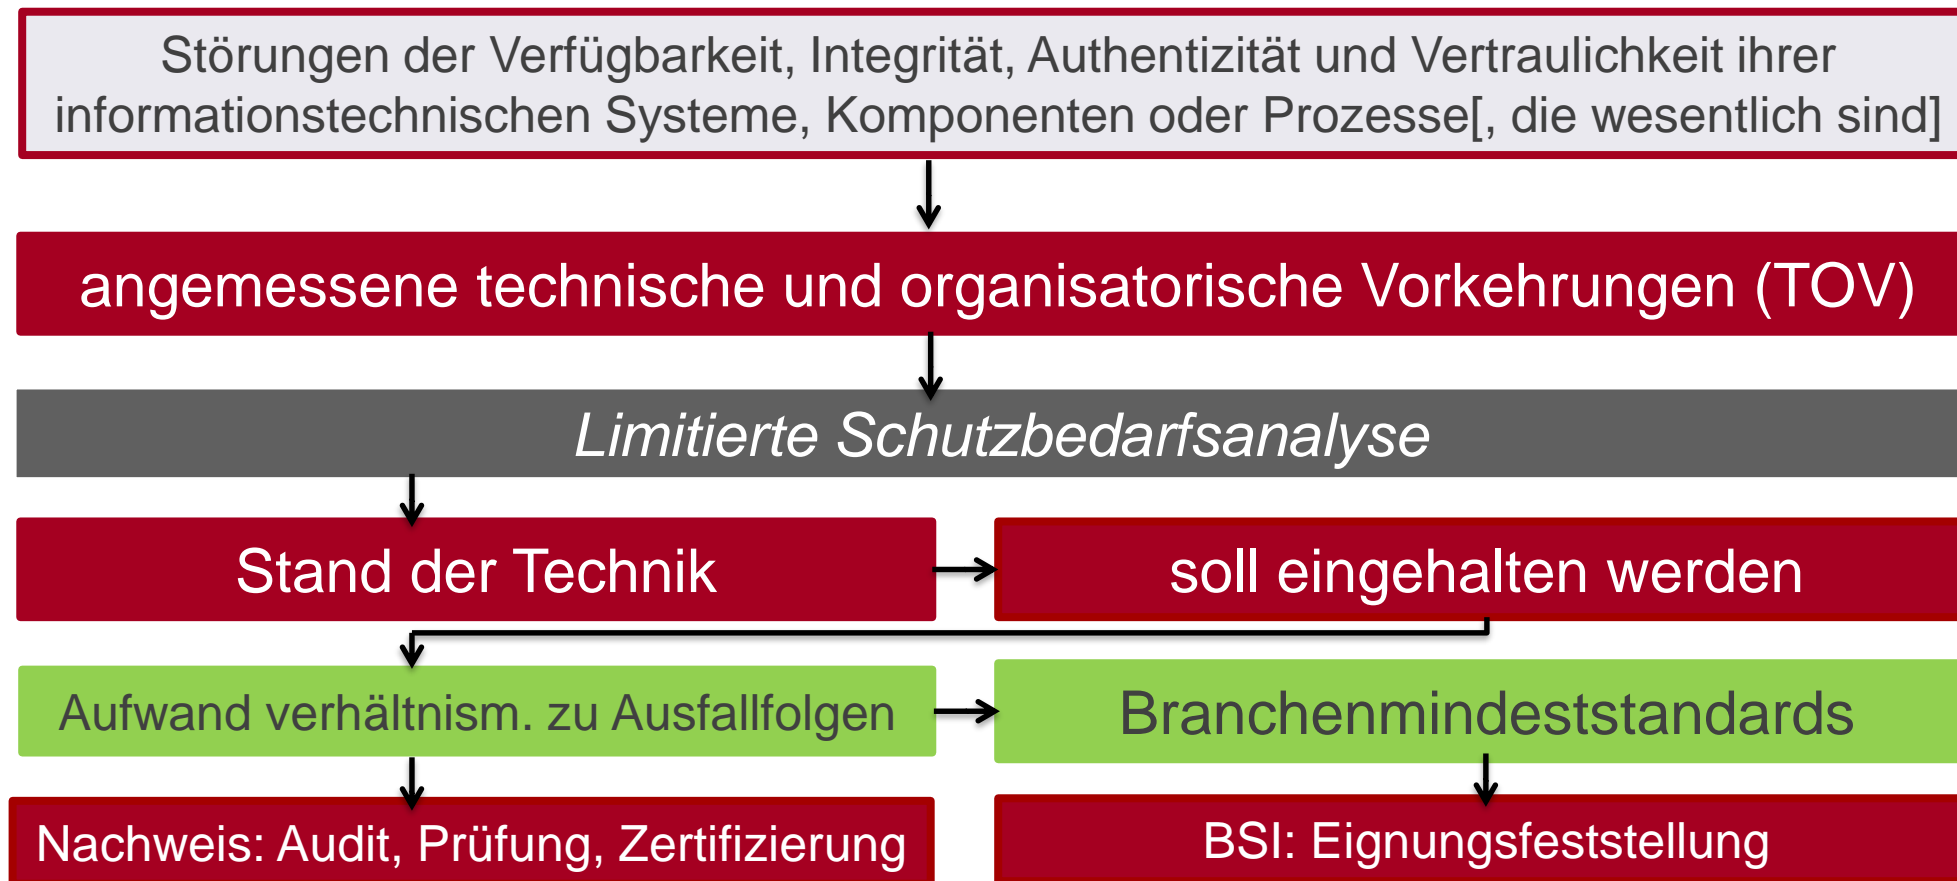 Störungen der Verfügbarkeit, Integrität, Authentizität und Vertraulichkeit ihrer
informationstechnischen Systeme, Komponenten oder Prozesse[, die wesentlich sind]
angemessene technische und organisatorische Vorkehrungen (TOV)
Limitierte Schutzbedarfsanalyse
Stand der Technik
soll eingehalten werden
Aufwand verhältnism. zu Ausfallfolgen
Branchenmindeststandards
Nachweis: Audit, Prüfung, Zertifizierung
BSI: Eignungsfeststellung